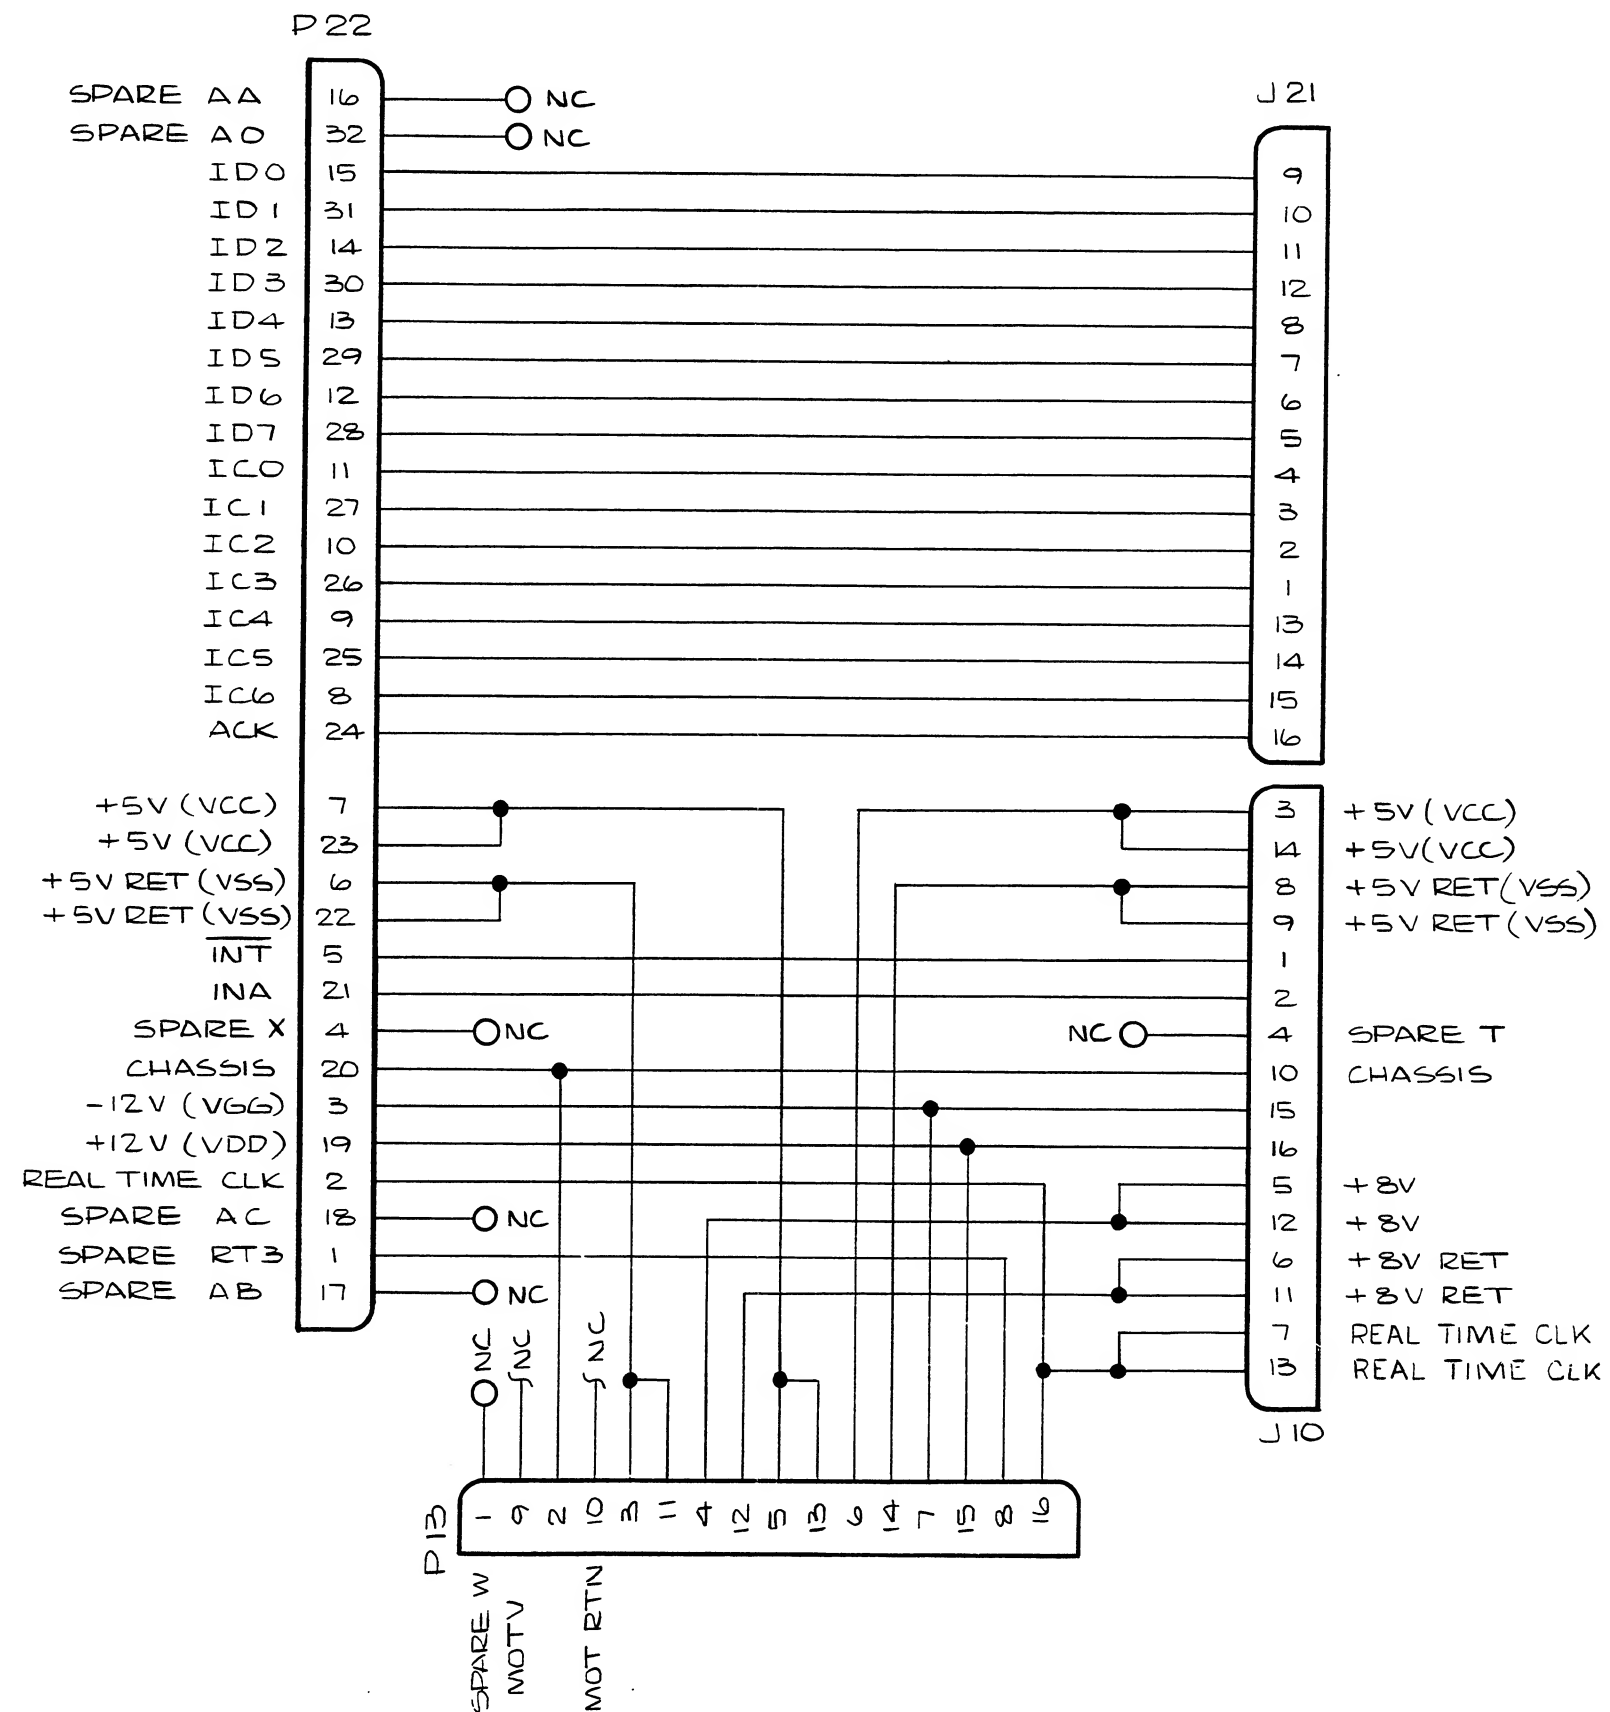 P22
SPARE AA 16 NC
SPARE AO 32 NC
J21
ID0 15 9
ID1 31 10
ID2 14 11
ID3 30 12
ID4 13 8
ID5 29 7
ID6 12 6
ID7 28 5
IC0 11 4
IC1 27 3
IC2 10 2
IC3 26 1
IC4 9 13
IC5 25 14
IC6 8 15
ACK 24 16
+5V (VCC) 7 3 +5V (VCC)
+5V (VCC) 23 14 +5V (VCC)
+5V RET (VSS) 6 8 +5V RET (VSS)
+5V RET (VSS) 22 9 +5V RET (VSS)
INT 5 1
INA 21 2
SPARE X 4 NC NC 4 SPARE T
CHASSIS 20 10 CHASSIS
-12V (VGG) 3 15
+12V (VDD) 19 16
REAL TIME CLK 2 5 +8V
SPARE AC 18 NC 12 +8V
SPARE RT3 1 6 +8V RET
SPARE AB 17 NC 11 +8V RET
NC NC NC 7 REAL TIME CLK
13 REAL TIME CLK
J10
P13 1 9 2 10 3 11 4 12 5 13 6 14 7 15 8 16
SPARE W
MOTV
MOT RTN